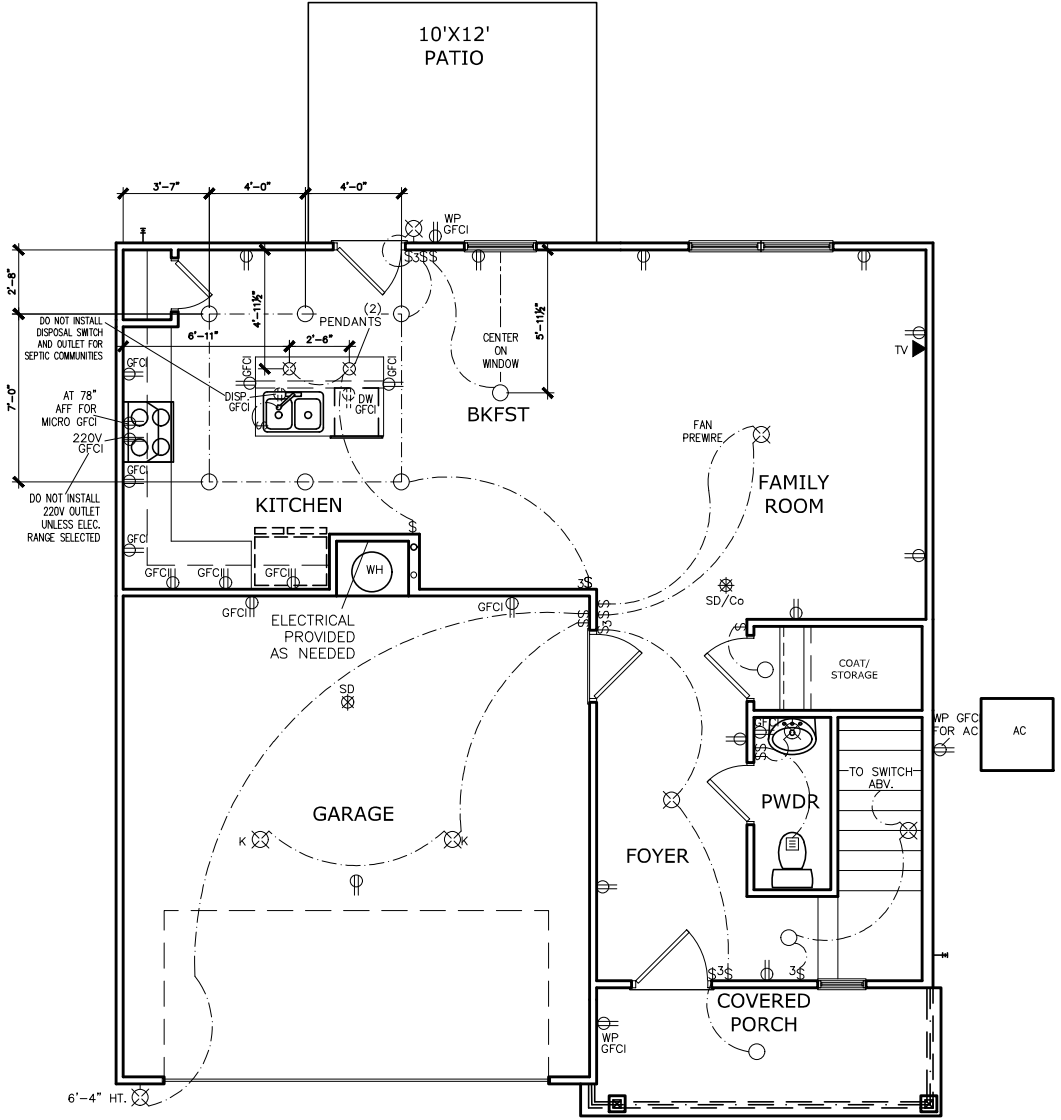 10'X12'
PATIO
3'-7"
4'-0"
4'-0"
WP
GFCI
$3$$
2'-8"
4'-11½"
(2)
PENDANTS
5'-11½"
DO NOT INSTALL
DISPOSAL SWITCH
AND OUTLET FOR
SEPTIC COMMUNITIES
6'-11"
2'-6"
CENTER
ON
WINDOW
TV
GFCI
GFCI
GFCI
7'-0"
AT 78"
AFF FOR
MICRO GFCI
DISP.
GFCI
DW
GFCI
$
BKFST
220V
GFCI
FAN
PREWIRE
GFCI
FAMILY
ROOM
DO NOT INSTALL
220V OUTLET
UNLESS ELEC.
RANGE SELECTED
KITCHEN
$
GFCI
GFCI
GFCI
GFCI
WH
3$
SD/Co
GFCI
GFCI
$$
$$
$$3
$
ELECTRICAL
PROVIDED
AS NEEDED
COAT/
STORAGE
SD
GFCI
$$
WP GFCI
FOR AC
AC
TO SWITCH
ABV.
PWDR
GARAGE
K
K
FOYER
$3$
3$
COVERED
PORCH
WP
GFCI
6'-4" HT.